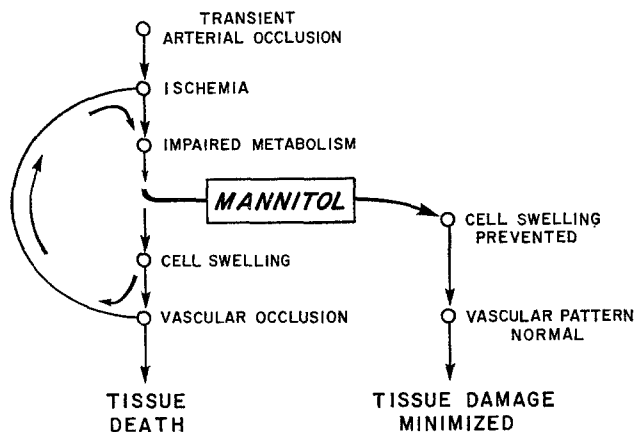 TRANSIENT
ARTERIAL OCCLUSION
ISCHEMIA
IMPAIRED METABOLISM
MANNITOL
CELL SWELLING
PREVENTED
CELL SWELLING
VASCULAR OCCLUSION
VASCULAR PATTERN
NORMAL
TISSUE
DEATH
TISSUE DAMAGE
MINIMIZED